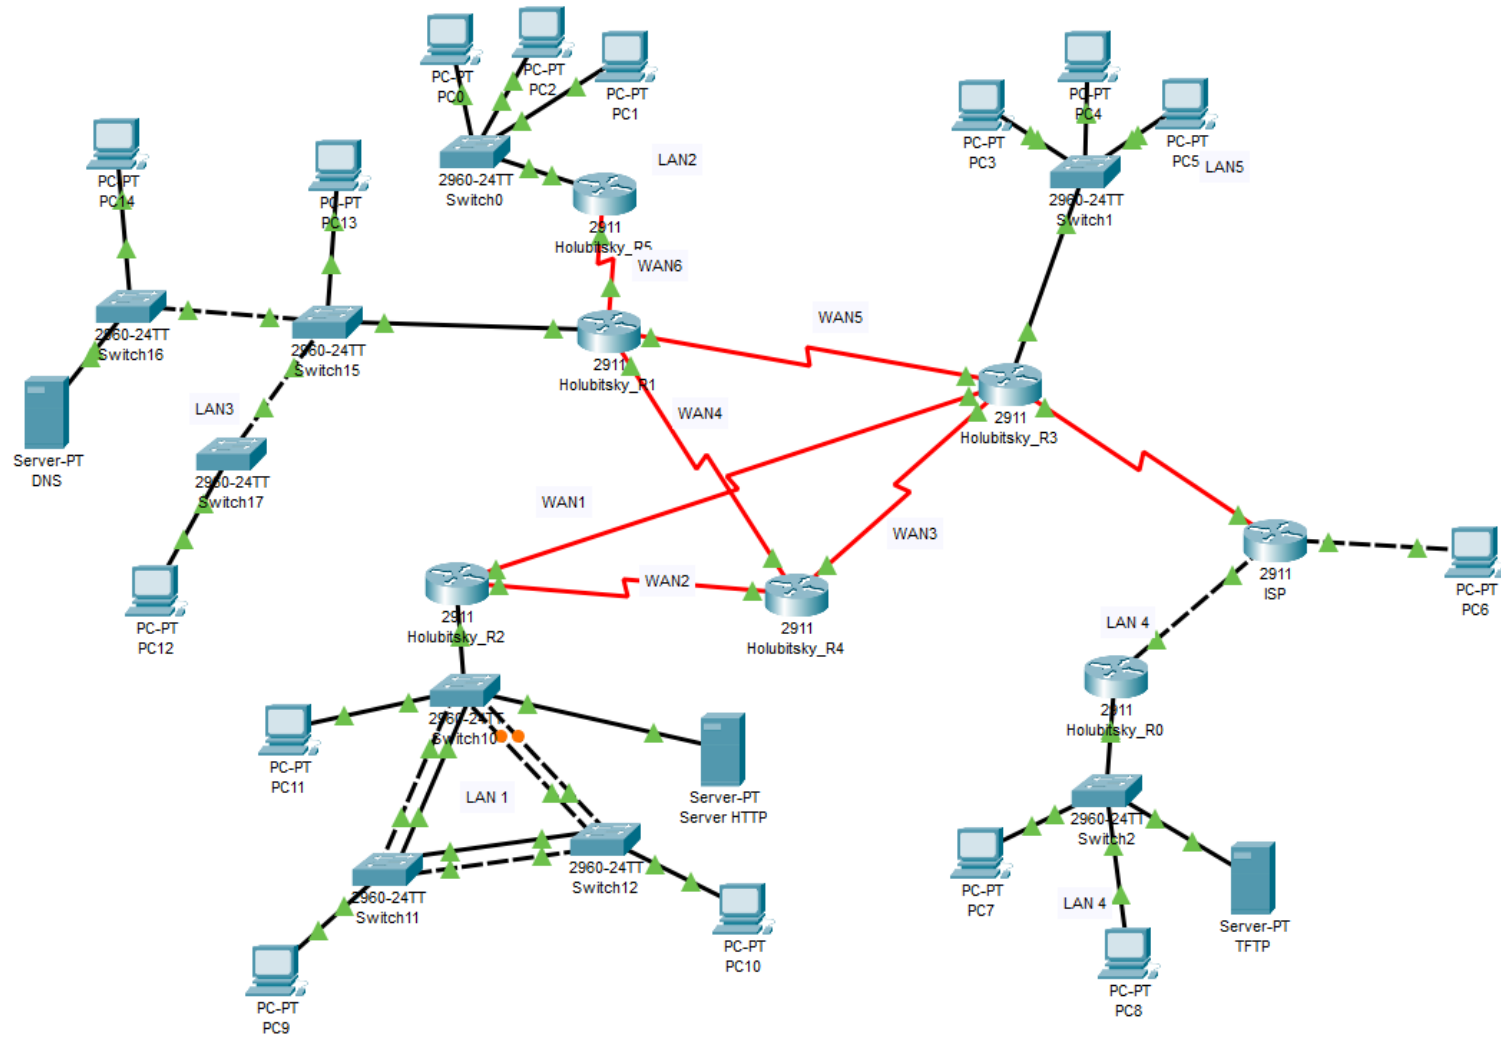 PC-PT
PC0
PC-PT
PC2
PC-PT
PC1
2960-24TT
Switch0
LAN2
2911
Holubitsky_R5
WAN6
PC-PT
PC3
PC-PT
PC4
PC-PT
PC5
LAN5
2960-24TT
Switch1
PC-PT
PC14
PC-PT
PC13
2960-24TT
Switch16
2960-24TT
Switch15
2911
Holubitsky_R1
WAN5
WAN4
2911
Holubitsky_R3
LAN3
Server-PT
DNS
2960-24TT
Switch17
PC-PT
PC12
WAN1
WAN3
WAN2
2911
Holubitsky_R2
2911
Holubitsky_R4
2911
ISP
PC-PT
PC6
LAN 4
2911
Holubitsky_R0
2960-24TT
Switch10
PC-PT
PC11
LAN 1
Server-PT
Server HTTP
2960-24TT
Switch11
2960-24TT
Switch12
PC-PT
PC9
PC-PT
PC10
2960-24TT
Switch2
PC-PT
PC7
LAN 4
PC-PT
PC8
Server-PT
TFTP